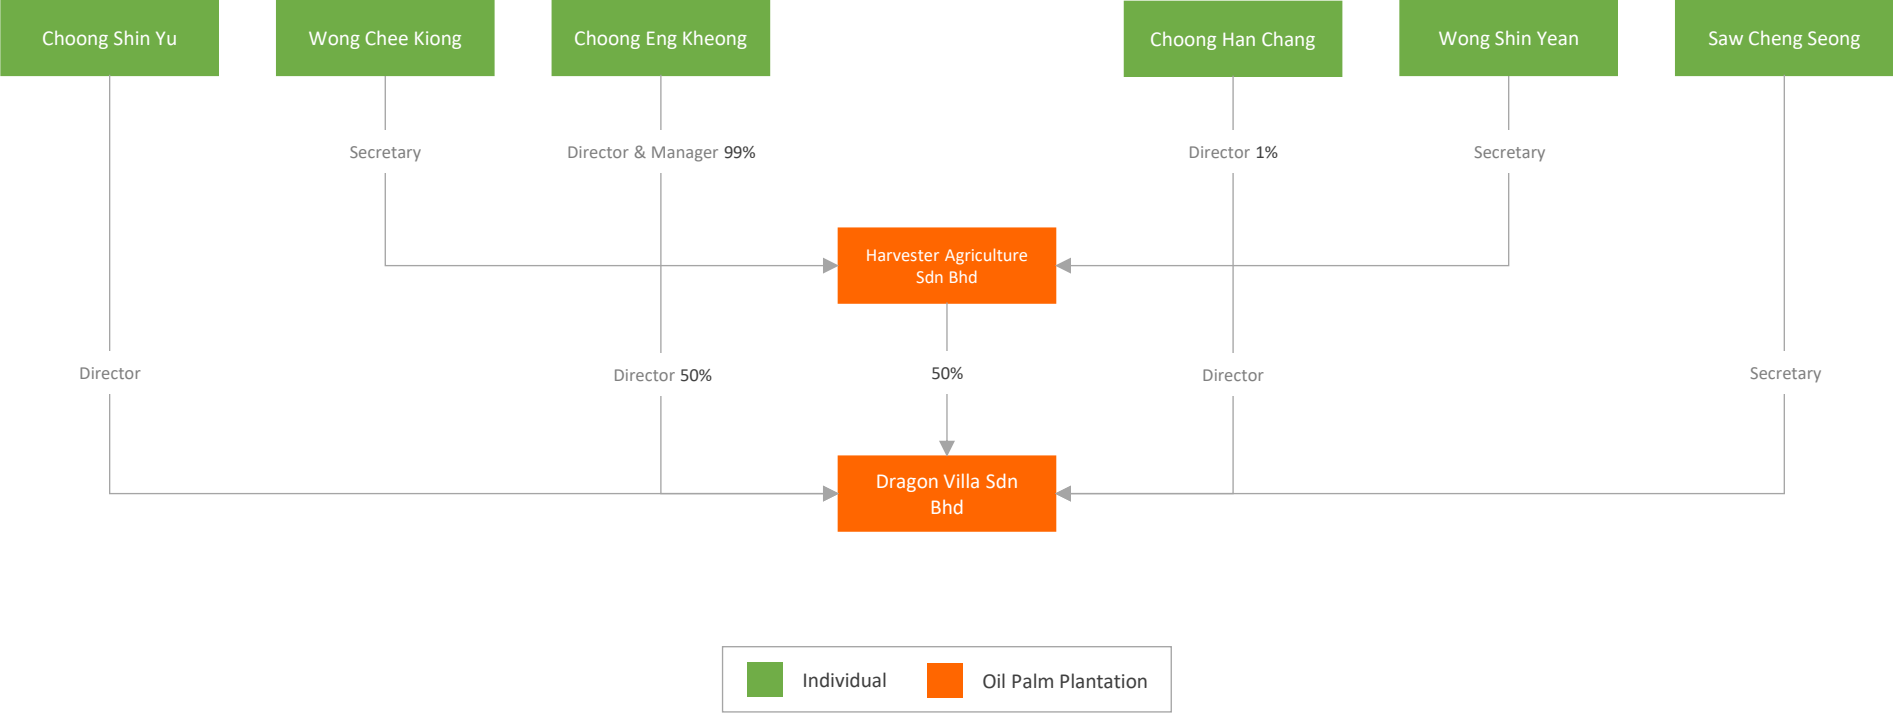 Choong Shin Yu
Wong Chee Kiong
Choong Eng Kheong
Choong Han Chang
Wong Shin Yean
Saw Cheng Seong
Secretary
Director & Manager 99%
Director 1%
Secretary
Harvester Agriculture
Sdn Bhd
Director
Director 50%
50%
Director
Secretary
Dragon Villa Sdn
Bhd
Individual
Oil Palm Plantation